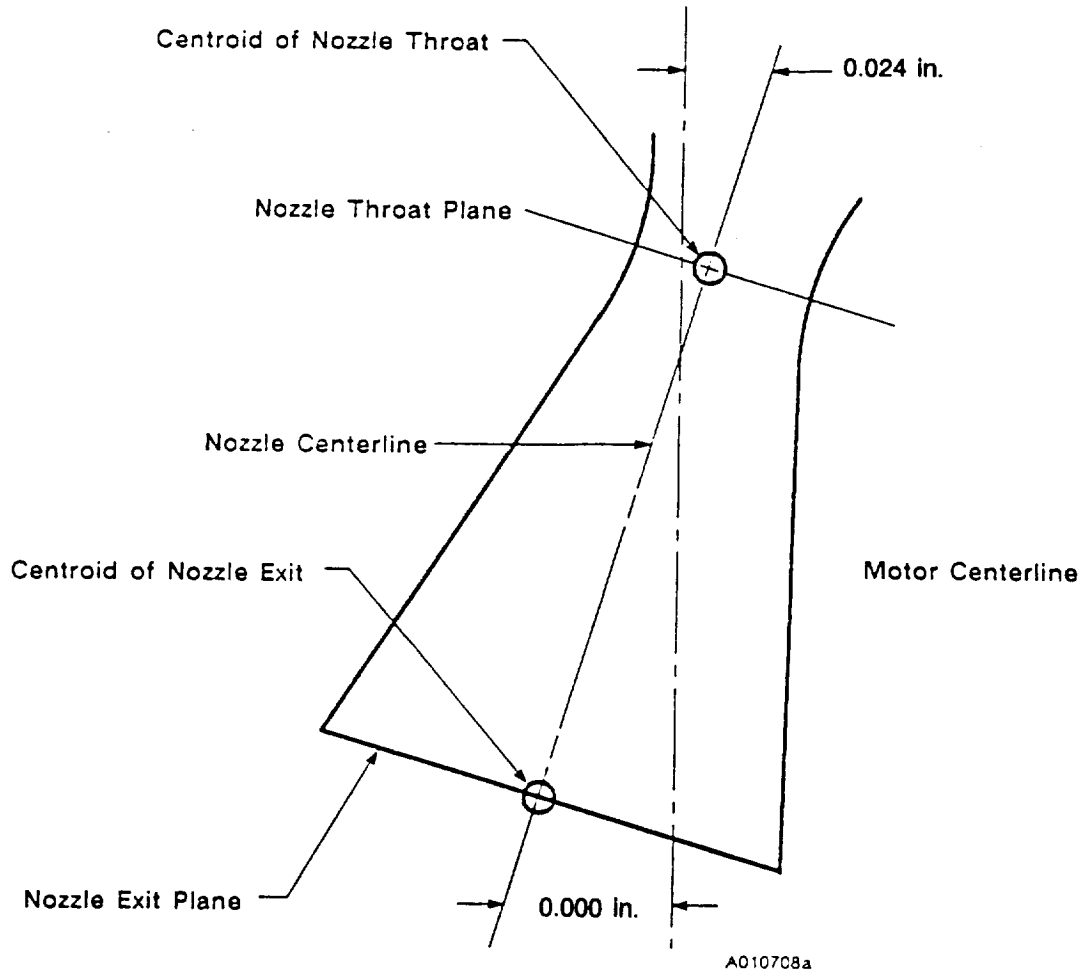 Centroid of Nozzle Throat
0.024 in.
Nozzle Throat Plane
Nozzle Centerline
Centroid of Nozzle Exit
Motor Centerline
Nozzle Exit Plane
0.000 in.
A010708a